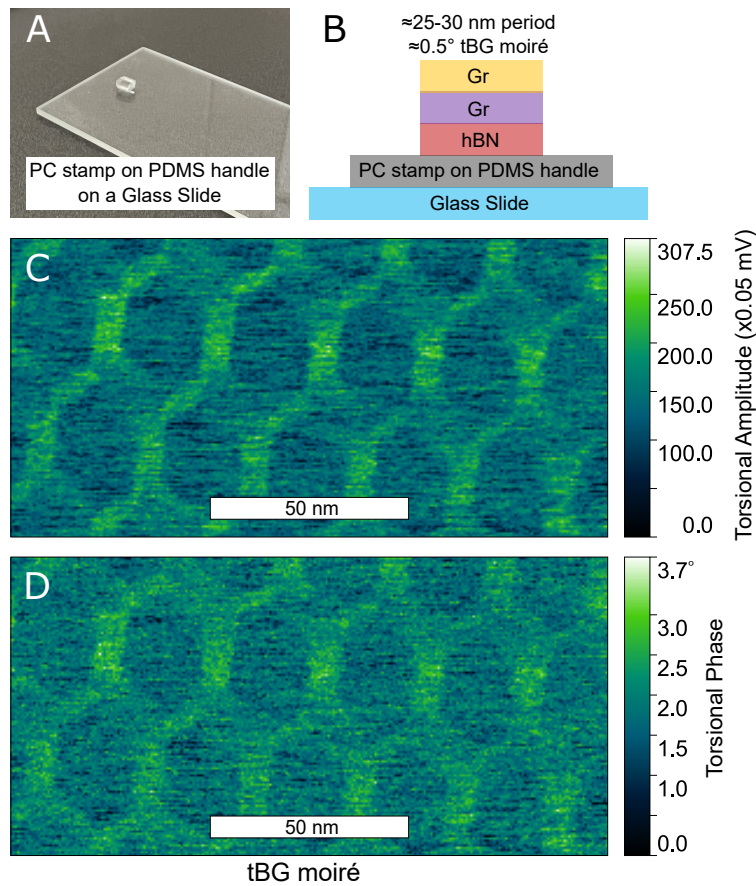 A
PC stamp on PDMS handle
on a Glass Slide
B
≈25-30 nm period
≈0.5° tBG moiré
Gr
Gr
hBN
PC stamp on PDMS handle
Glass Slide
C
50 nm
307.5
250.0
200.0
150.0
100.0
0.0
Torsional Amplitude (x0.05 mV)
D
50 nm
3.7°
3.0
2.5
2.0
1.5
1.0
0.0
Torsional Phase
tBG moiré